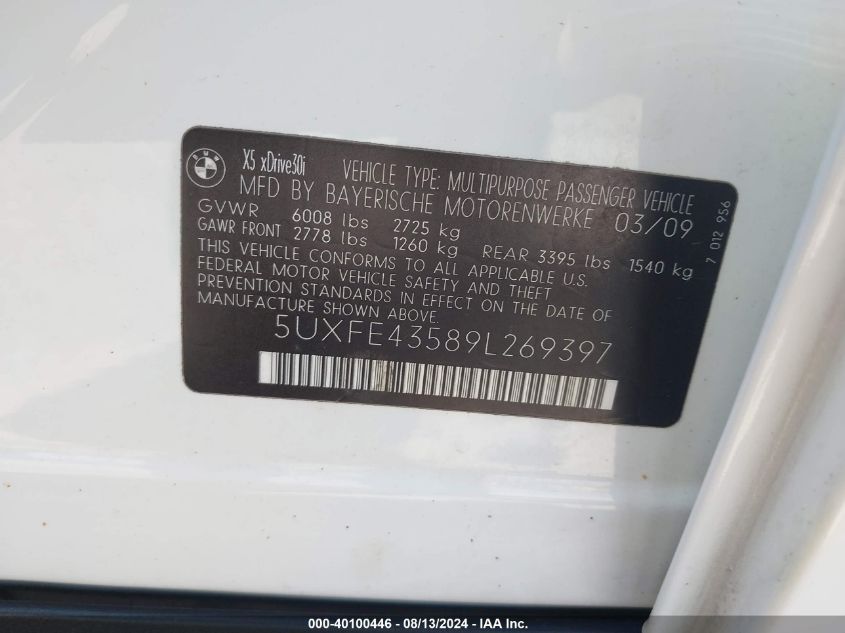 BMW
X5 xDrive30i VEHICLE TYPE: MULTIPURPOSE PASSENGER VEHICLE
MFD BY BAYERISCHE MOTORENWERKE 03/09
GVWR 6008 lbs 2725 kg
GAWR FRONT 2778 lbs 1260 kg REAR 3395 lbs 1540 kg
THIS VEHICLE CONFORMS TO ALL APPLICABLE U.S.
FEDERAL MOTOR VEHICLE SAFETY AND THEFT
PREVENTION STANDARDS IN EFFECT ON THE DATE OF
MANUFACTURE SHOWN ABOVE.
5UXFE43589L269397
7 012 956
000-40100446 - 08/13/2024 - IAA Inc.